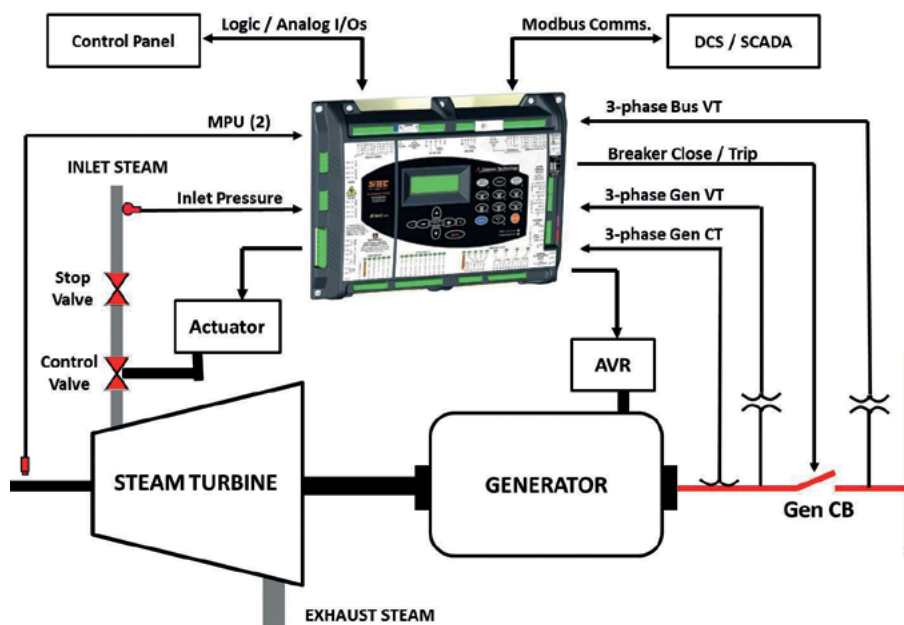 Control Panel
Logic / Analog I/Os
Modbus Comms.
DCS / SCADA
MPU (2)
3-phase Bus VT
INLET STEAM
Breaker Close / Trip
Inlet Pressure
3-phase Gen VT
3-phase Gen CT
Stop
Valve
Actuator
Control
Valve
AVR
STEAM TURBINE
GENERATOR
Gen CB
EXHAUST STEAM